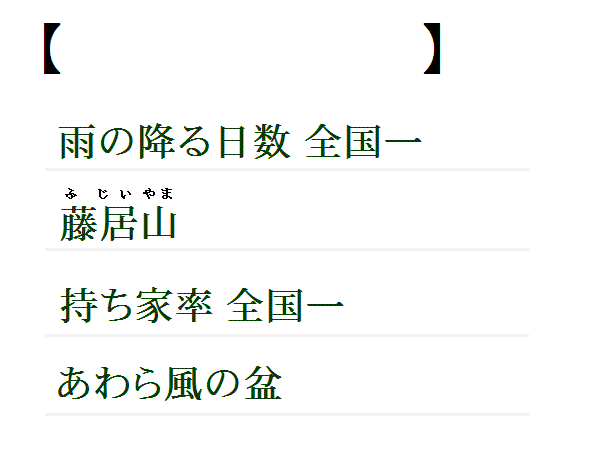 【 】
雨の降る日数 全国一
ふじいやま
藤居山
持ち家率 全国一
あわら風の盆